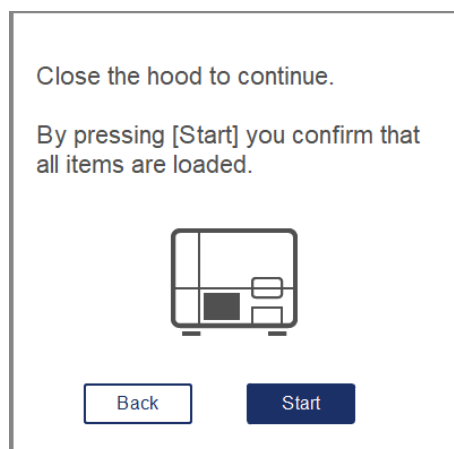 Close the hood to continue.
By pressing [Start] you confirm that
all items are loaded.
Back
Start